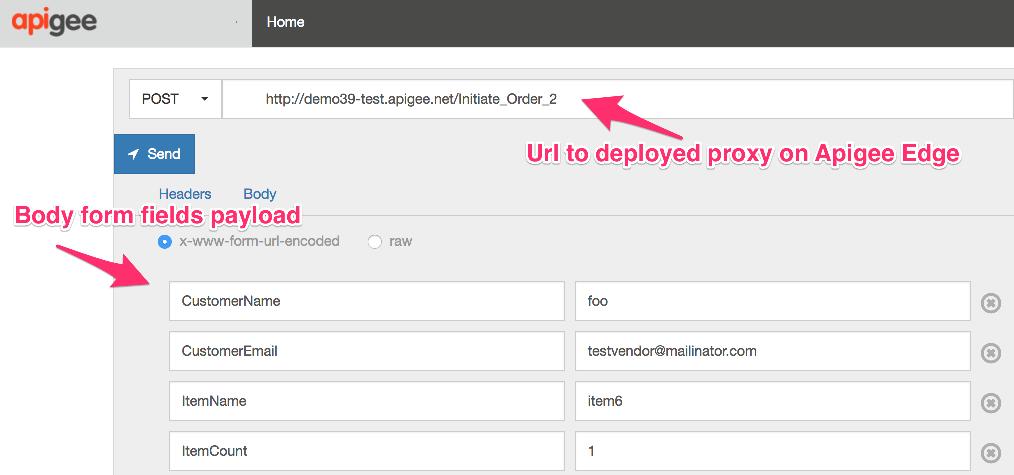 apigee
Home
POST
http://demo39-test.apigee.net/Initiate_Order_2
Send
Url to deployed proxy on Apigee Edge
Headers
Body
Body form fields payload
x-www-form-url-encoded
raw
CustomerName
foo
CustomerEmail
testvendor@mailinator.com
ItemName
item6
ItemCount
1